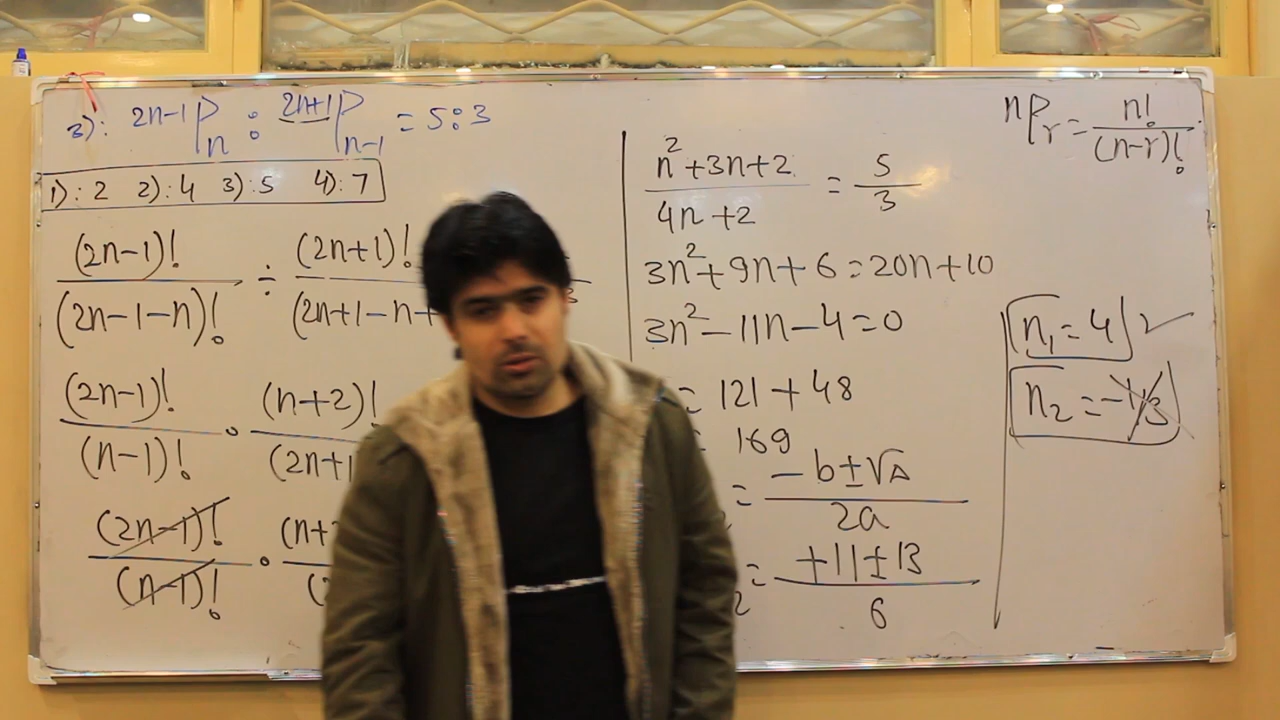 3): 2n-1Pn : 2n+1Pn-1 = 5:3
1): 2 2): 4 3): 5 4): 7
(2n-1)! / (2n-1-n)! ÷ (2n+1)! / (2n+1-n+
(2n-1)! / (n-1)! · (n+2)! / (2n+1
(2n-1)! / (n-1)! · (n+
n²+3n+2 / 4n+2 = 5/3
3n²+9n+6=20n+10
3n²-11n-4=0
= 121+48
= 169
= -b±√Δ / 2a
2 = +11±13 / 6
nPr = n! / (n-r)!
n₁=4 ✓
n₂=-1/3